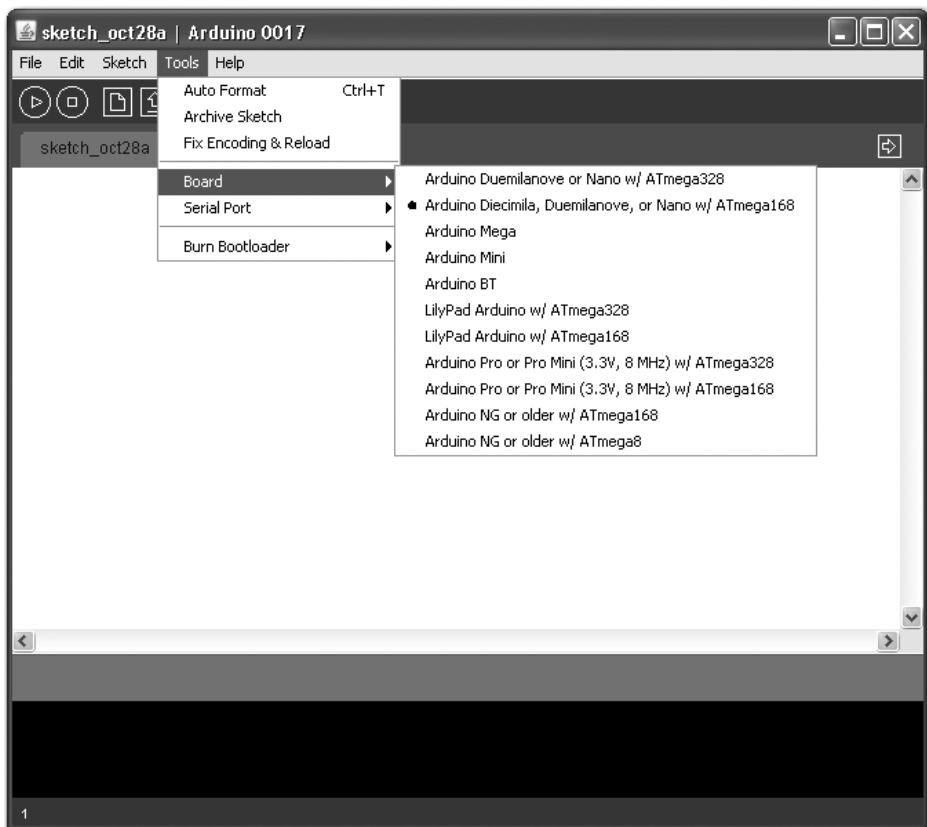 sketch_oct28a | Arduino 0017
File Edit Sketch Tools Help
Auto Format Ctrl+T
Archive Sketch
Fix Encoding & Reload
sketch_oct28a
Board
Serial Port
Burn Bootloader
Arduino Duemilanove or Nano w/ ATmega328
Arduino Diecimila, Duemilanove, or Nano w/ ATmega168
Arduino Mega
Arduino Mini
Arduino BT
LilyPad Arduino w/ ATmega328
LilyPad Arduino w/ ATmega168
Arduino Pro or Pro Mini (3.3V, 8 MHz) w/ ATmega328
Arduino Pro or Pro Mini (3.3V, 8 MHz) w/ ATmega168
Arduino NG or older w/ ATmega168
Arduino NG or older w/ ATmega8
1